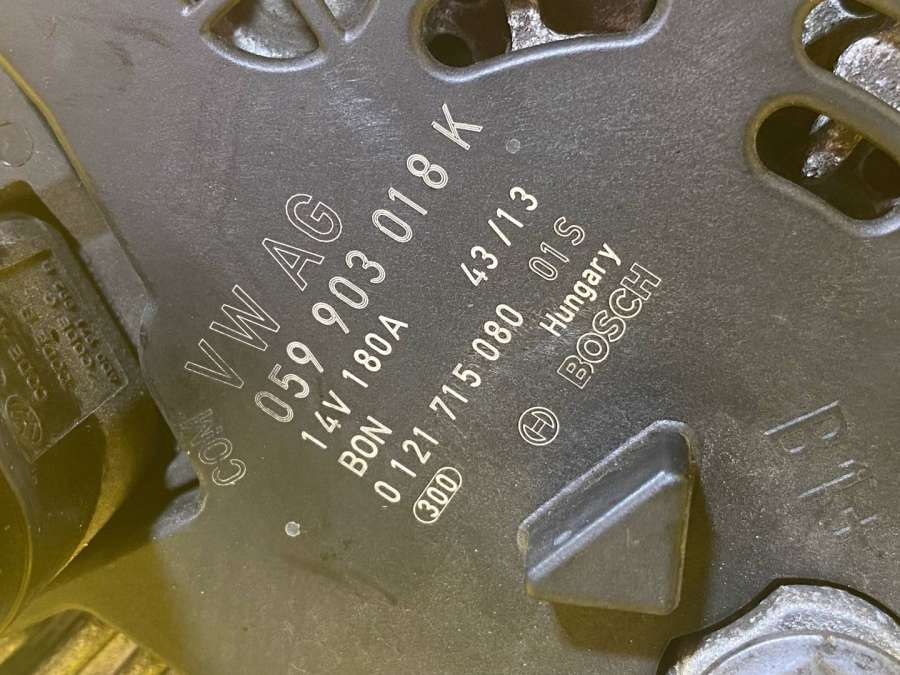 VW AG
059 903 018 K
14V 180A 43/13
BON
0 121 715 080 01S
300 Hungary
BOSCH
COM
B1+